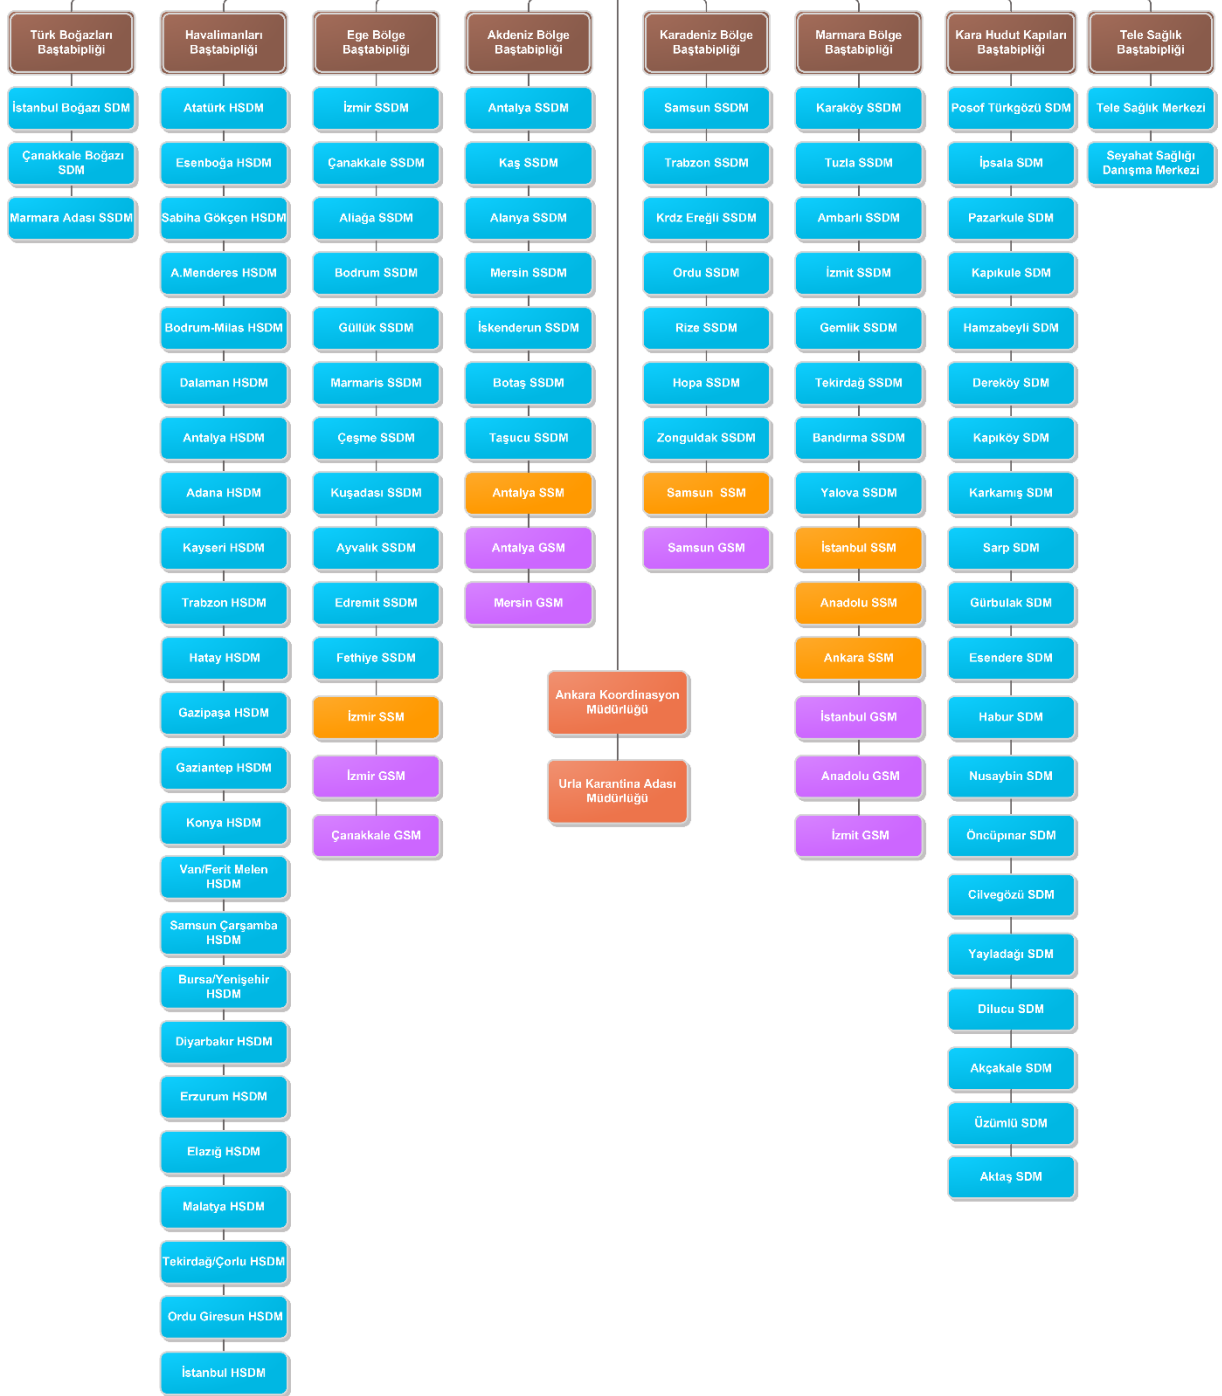 Türk Boğazları
Baştabipliği
İstanbul Boğazı SDM
Çanakkale Boğazı
SDM
Marmara Adası SSDM
Havalimanları
Baştabipliği
Atatürk HSDM
Esenboğa HSDM
Sabiha Gökçen HSDM
A.Menderes HSDM
Bodrum-Milas HSDM
Dalaman HSDM
Antalya HSDM
Adana HSDM
Kayseri HSDM
Trabzon HSDM
Hatay HSDM
Gazipaşa HSDM
Gaziantep HSDM
Konya HSDM
Van/Ferit Melen
HSDM
Samsun Çarşamba
HSDM
Bursa/Yenişehir
HSDM
Diyarbakır HSDM
Erzurum HSDM
Elazığ HSDM
Malatya HSDM
Tekirdağ/Çorlu HSDM
Ordu Giresun HSDM
İstanbul HSDM
Ege Bölge
Baştabipliği
İzmir SSDM
Çanakkale SSDM
Aliağa SSDM
Bodrum SSDM
Güllük SSDM
Marmaris SSDM
Çeşme SSDM
Kuşadası SSDM
Ayvalık SSDM
Edremit SSDM
Fethiye SSDM
İzmir SSM
İzmir GSM
Çanakkale GSM
Akdeniz Bölge
Baştabipliği
Antalya SSDM
Kaş SSDM
Alanya SSDM
Mersin SSDM
İskenderun SSDM
Botaş SSDM
Taşucu SSDM
Antalya SSM
Antalya GSM
Mersin GSM
Ankara Koordinasyon
Müdürlüğü
Urla Karantina Adası
Müdürlüğü
Karadeniz Bölge
Baştabipliği
Samsun SSDM
Trabzon SSDM
Krdz Ereğli SSDM
Ordu SSDM
Rize SSDM
Hopa SSDM
Zonguldak SSDM
Samsun SSM
Samsun GSM
Marmara Bölge
Baştabipliği
Karaköy SSDM
Tuzla SSDM
Ambarlı SSDM
İzmit SSDM
Gemlik SSDM
Tekirdağ SSDM
Bandırma SSDM
Yalova SSDM
İstanbul SSM
Anadolu SSM
Ankara SSM
İstanbul GSM
Anadolu GSM
İzmit GSM
Kara Hudut Kapıları
Baştabipliği
Posof Türkgözü SDM
İpsala SDM
Pazarkule SDM
Kapıkule SDM
Hamzabeyli SDM
Dereköy SDM
Kapıköy SDM
Karkamış SDM
Sarp SDM
Gürbulak SDM
Esendere SDM
Habur SDM
Nusaybin SDM
Öncüpınar SDM
Cilvegözü SDM
Yayladağı SDM
Dilucu SDM
Akçakale SDM
Üzümlü SDM
Aktaş SDM
Tele Sağlık
Baştabipliği
Tele Sağlık Merkezi
Seyahat Sağlığı
Danışma Merkezi